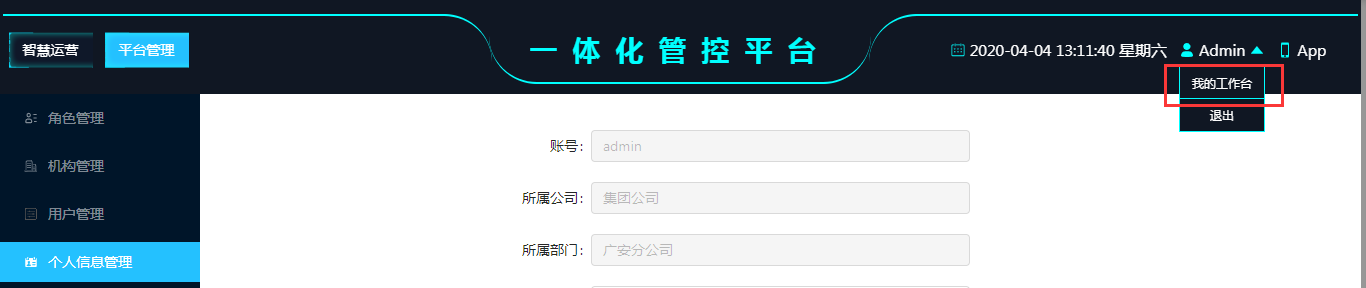 智慧运营 平台管理 一体化管控平台 2020-04-04 13:11:40 星期六 Admin App
我的工作台
退出
角色管理
机构管理
用户管理
个人信息管理
账号: admin
所属公司: 集团公司
所属部门: 广安分公司